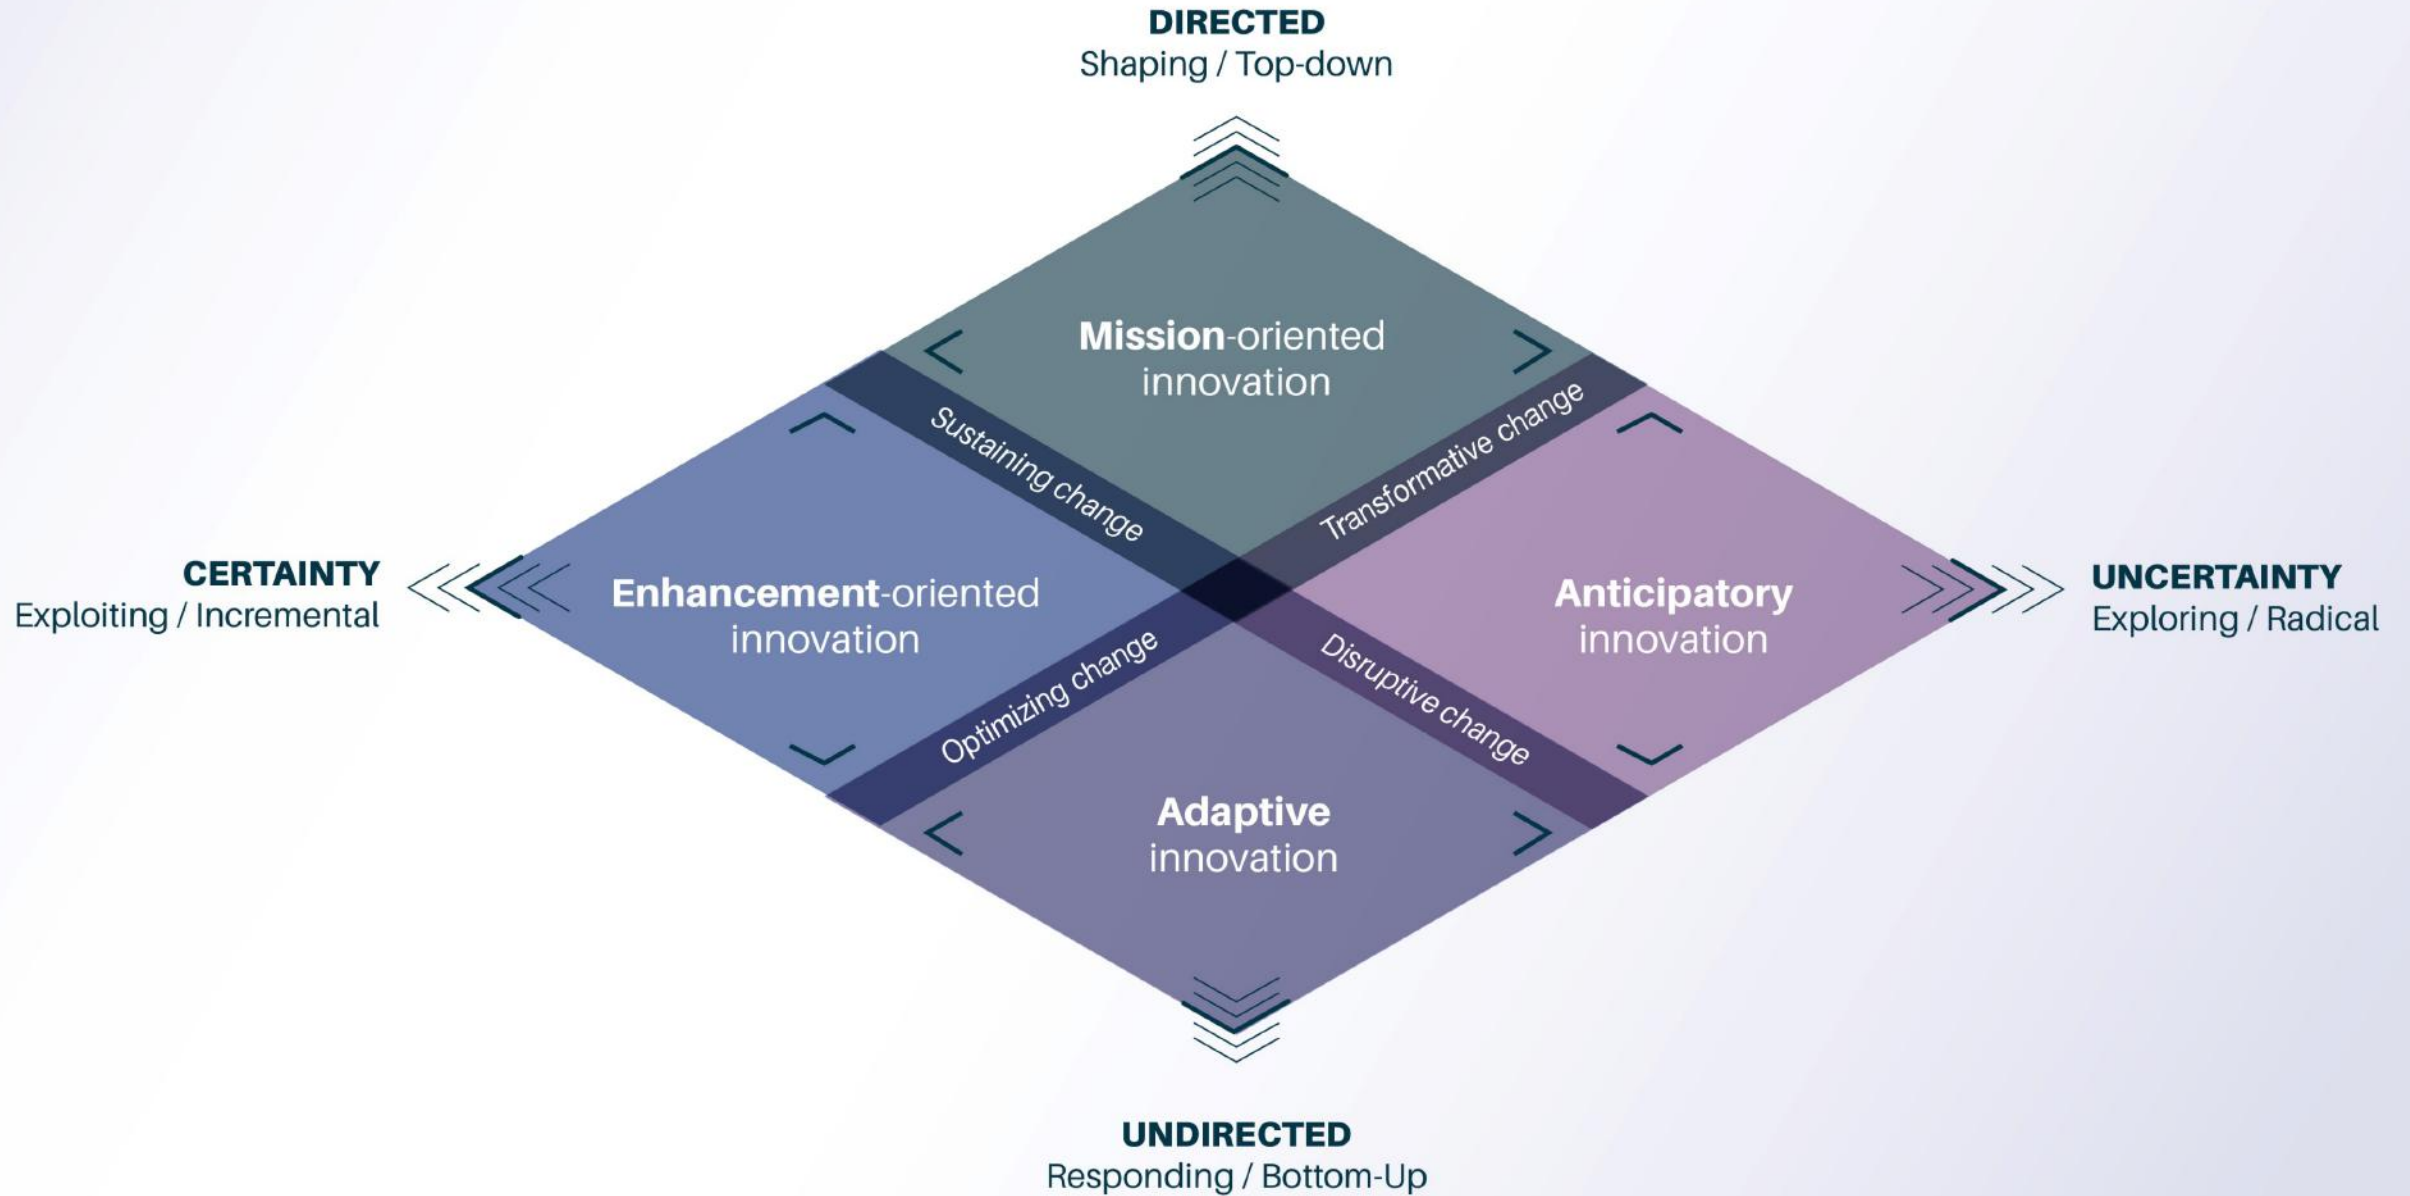 DIRECTED
Shaping / Top-down
Mission-oriented
innovation
Sustaining change
Transformative change
CERTAINTY
Exploiting / Incremental
Enhancement-oriented
innovation
Anticipatory
innovation
UNCERTAINTY
Exploring / Radical
Optimizing change
Disruptive change
Adaptive
innovation
UNDIRECTED
Responding / Bottom-Up